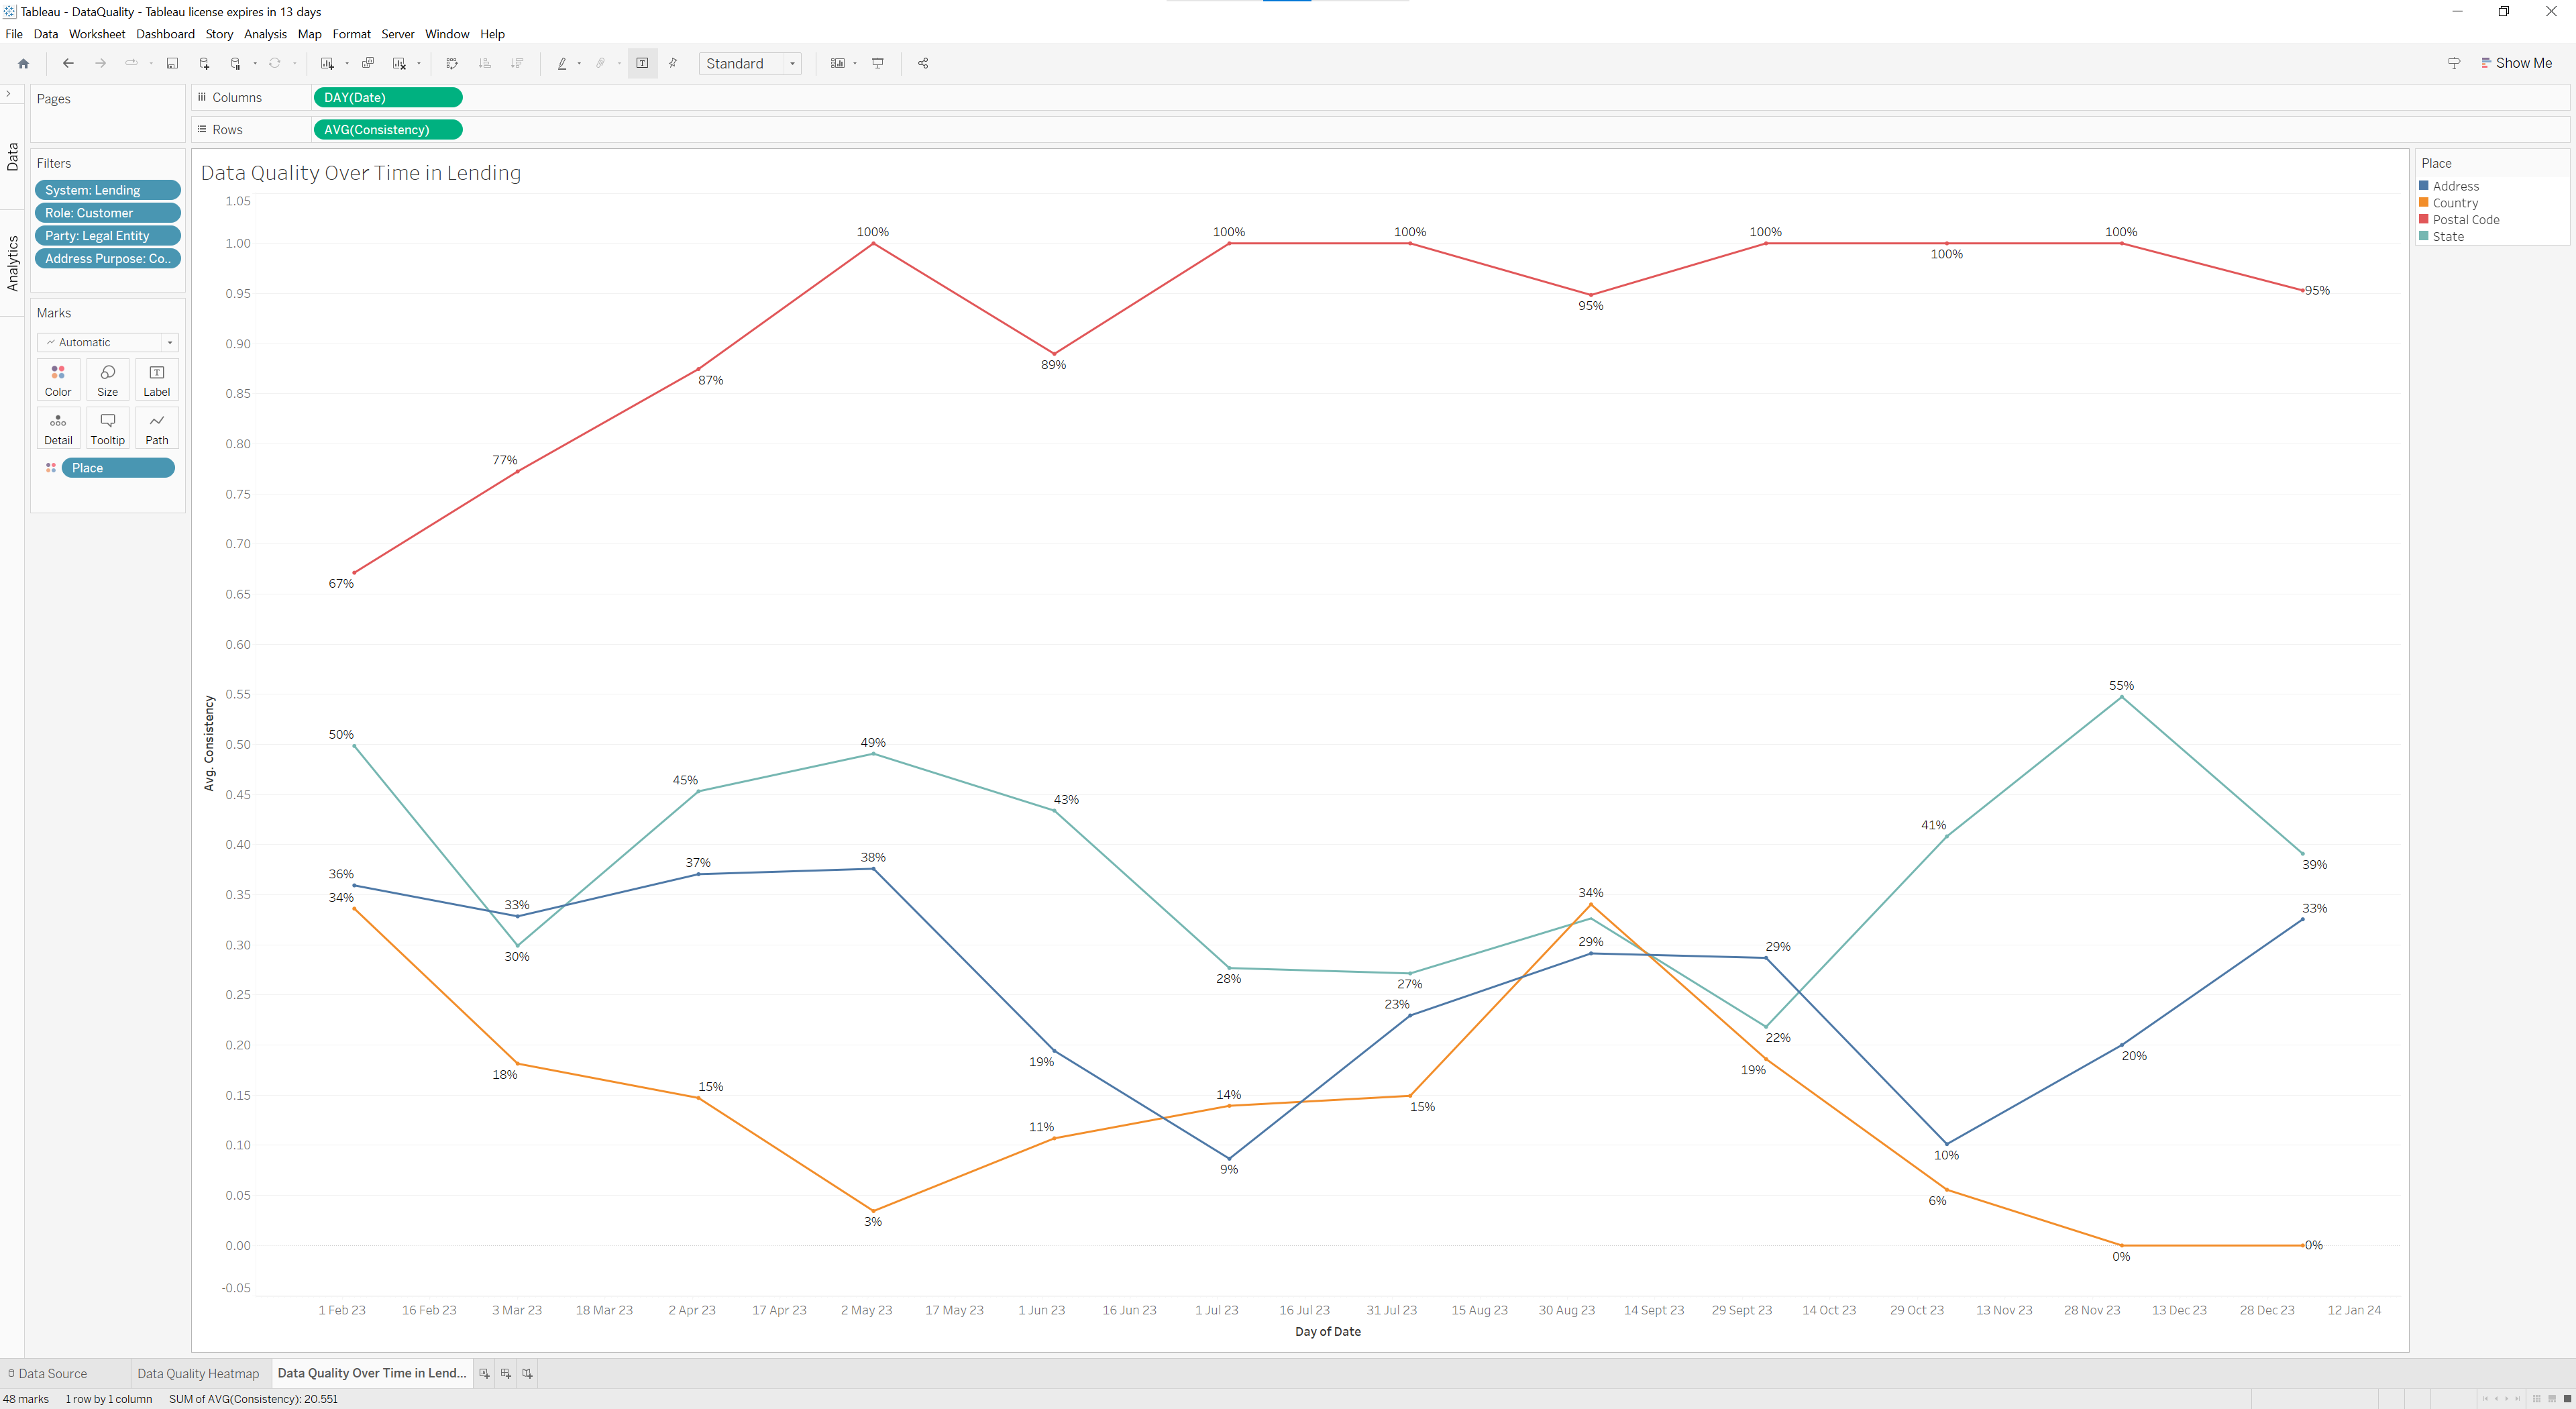 Tableau - DataQuality - Tableau license expires in 13 days
File Data Worksheet Dashboard Story Analysis Map Format Server Window Help
Standard
Show Me
Data
Analytics
Pages
Filters
System: Lending
Role: Customer
Party: Legal Entity
Address Purpose: Co..
Marks
Automatic
Color Size Label
Detail Tooltip Path
Place
Columns DAY(Date)
Rows AVG(Consistency)
Data Quality Over Time in Lending
Avg. Consistency
1.05
1.00
0.95
0.90
0.85
0.80
0.75
0.70
0.65
0.60
0.55
0.50
0.45
0.40
0.35
0.30
0.25
0.20
0.15
0.10
0.05
0.00
-0.05
67% 77% 87% 100% 89% 100% 100% 95% 100% 100% 100% 95%
50% 30% 45% 49% 43% 28% 27% 22% 41% 55% 39%
36% 33% 37% 38% 19% 9% 23% 29% 29% 10% 20% 33%
34% 18% 15% 3% 11% 14% 15% 34% 19% 6% 0% 0%
1 Feb 23 16 Feb 23 3 Mar 23 18 Mar 23 2 Apr 23 17 Apr 23 2 May 23 17 May 23 1 Jun 23 16 Jun 23 1 Jul 23 16 Jul 23 31 Jul 23 15 Aug 23 30 Aug 23 14 Sept 23 29 Sept 23 14 Oct 23 29 Oct 23 13 Nov 23 28 Nov 23 13 Dec 23 28 Dec 23 12 Jan 24
Day of Date
Place
Address
Country
Postal Code
State
Data Source Data Quality Heatmap Data Quality Over Time in Lend...
48 marks 1 row by 1 column SUM of AVG(Consistency): 20.551